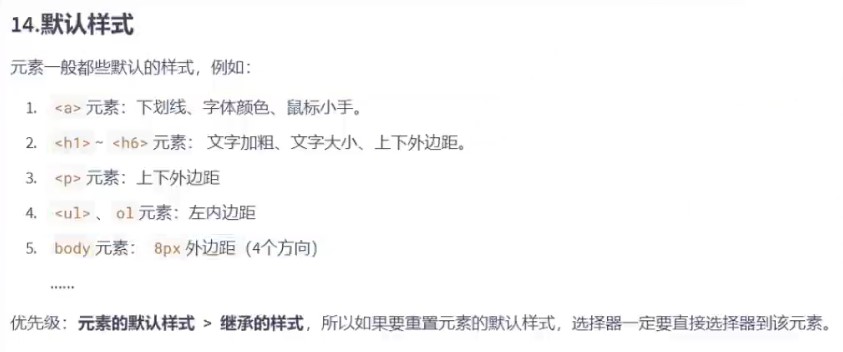 14.默认样式
元素一般都些默认的样式，例如：
1. <a> 元素：下划线、字体颜色、鼠标小手。
2. <h1> ~ <h6> 元素： 文字加粗、文字大小、上下外边距。
3. <p> 元素：上下外边距
4. <ul> 、 ol 元素：左内边距
5. body 元素： 8px 外边距（4个方向）
......
优先级：元素的默认样式 > 继承的样式，所以如果要重置元素的默认样式，选择器一定要直接选择器到该元素。